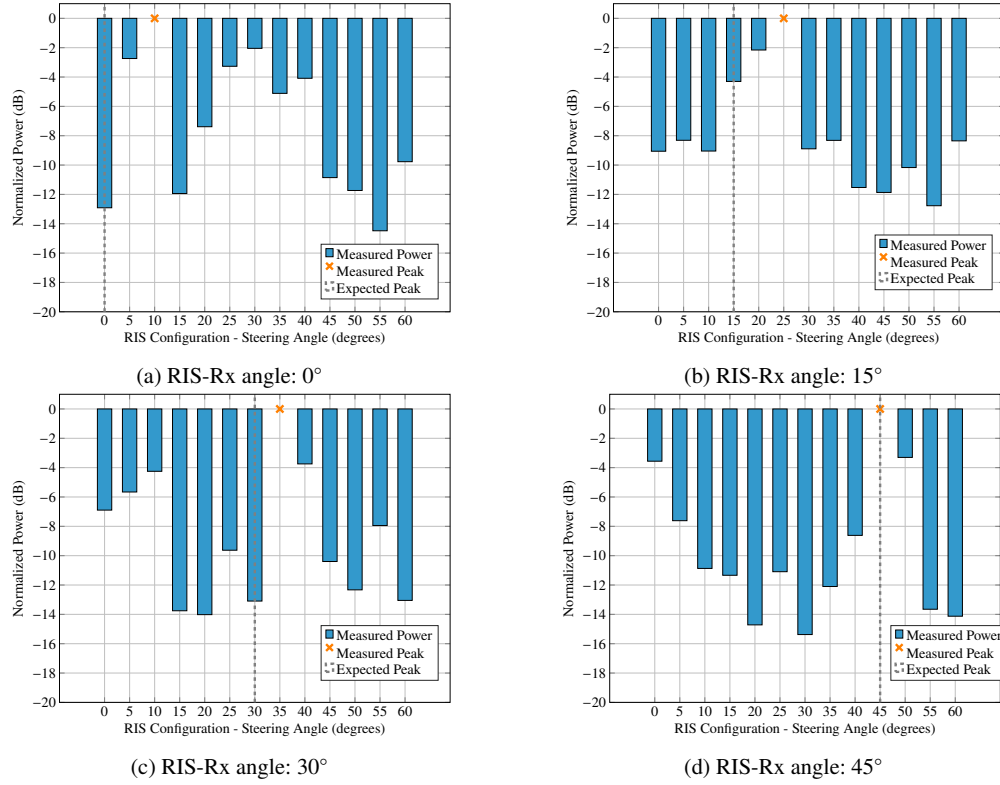 0
−2
−4
−6
−8
−10
−12
−14
−16
−18
−20
Normalized Power (dB)
Measured Power
Measured Peak
Expected Peak
0 5 10 15 20 25 30 35 40 45 50 55 60
RIS Configuration - Steering Angle (degrees)
(a) RIS-Rx angle: 0°
0
−2
−4
−6
−8
−10
−12
−14
−16
−18
−20
Normalized Power (dB)
Measured Power
Measured Peak
Expected Peak
0 5 10 15 20 25 30 35 40 45 50 55 60
RIS Configuration - Steering Angle (degrees)
(b) RIS-Rx angle: 15°
0
−2
−4
−6
−8
−10
−12
−14
−16
−18
−20
Normalized Power (dB)
Measured Power
Measured Peak
Expected Peak
0 5 10 15 20 25 30 35 40 45 50 55 60
RIS Configuration - Steering Angle (degrees)
(c) RIS-Rx angle: 30°
0
−2
−4
−6
−8
−10
−12
−14
−16
−18
−20
Normalized Power (dB)
Measured Power
Measured Peak
Expected Peak
0 5 10 15 20 25 30 35 40 45 50 55 60
RIS Configuration - Steering Angle (degrees)
(d) RIS-Rx angle: 45°